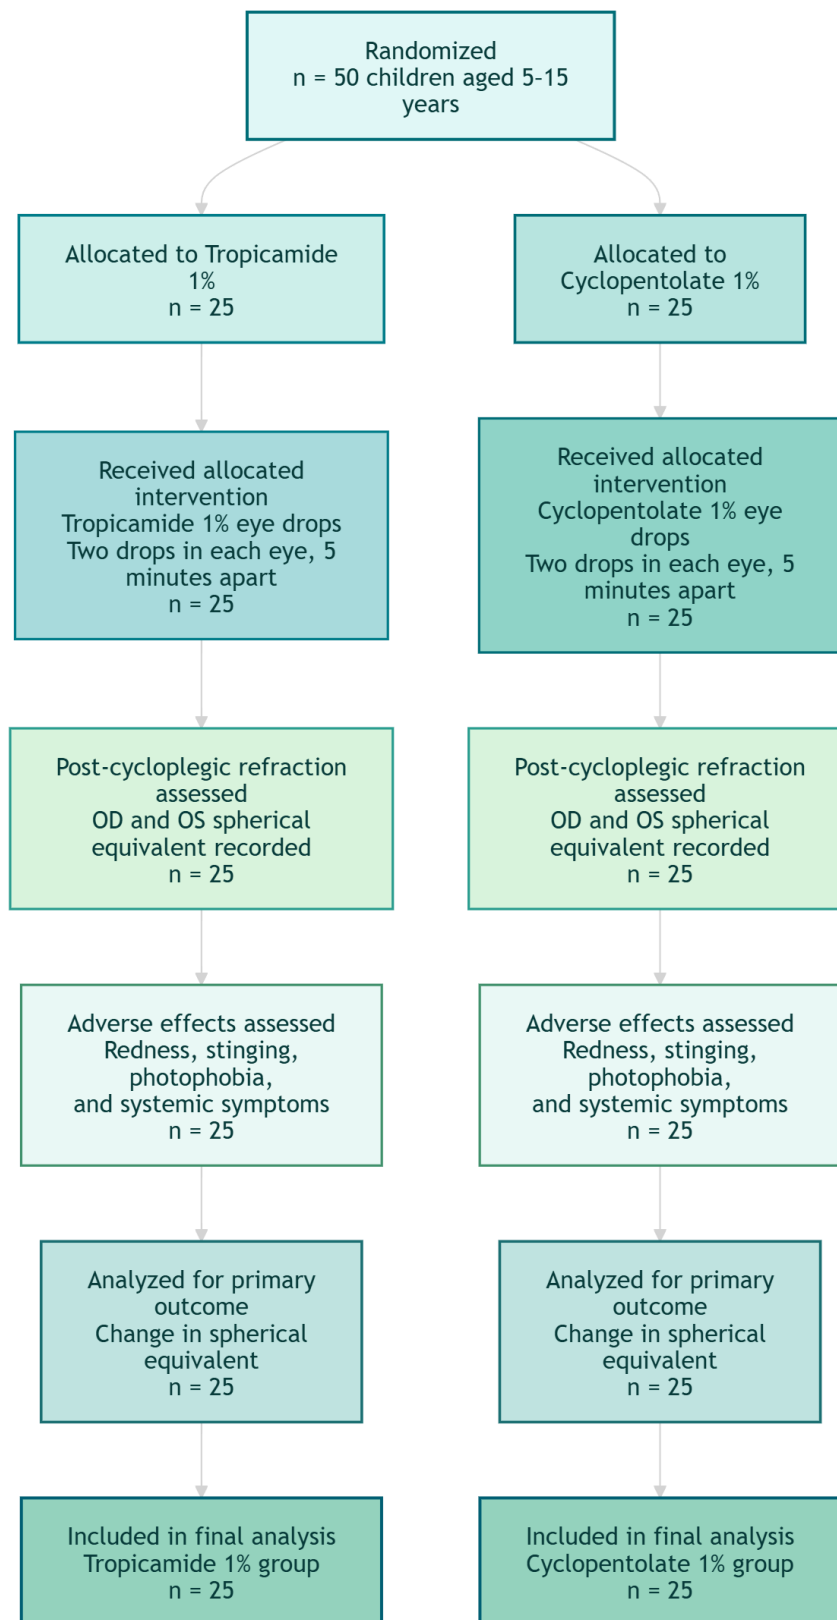 Randomized
n = 50 children aged 5–15
years
Allocated to Tropicamide
1%
n = 25
Allocated to
Cyclopentolate 1%
n = 25
Received allocated
intervention
Tropicamide 1% eye drops
Two drops in each eye, 5
minutes apart
n = 25
Received allocated
intervention
Cyclopentolate 1% eye
drops
Two drops in each eye, 5
minutes apart
n = 25
Post-cycloplegic refraction
assessed
OD and OS spherical
equivalent recorded
n = 25
Post-cycloplegic refraction
assessed
OD and OS spherical
equivalent recorded
n = 25
Adverse effects assessed
Redness, stinging,
photophobia,
and systemic symptoms
n = 25
Adverse effects assessed
Redness, stinging,
photophobia,
and systemic symptoms
n = 25
Analyzed for primary
outcome
Change in spherical
equivalent
n = 25
Analyzed for primary
outcome
Change in spherical
equivalent
n = 25
Included in final analysis
Tropicamide 1% group
n = 25
Included in final analysis
Cyclopentolate 1% group
n = 25